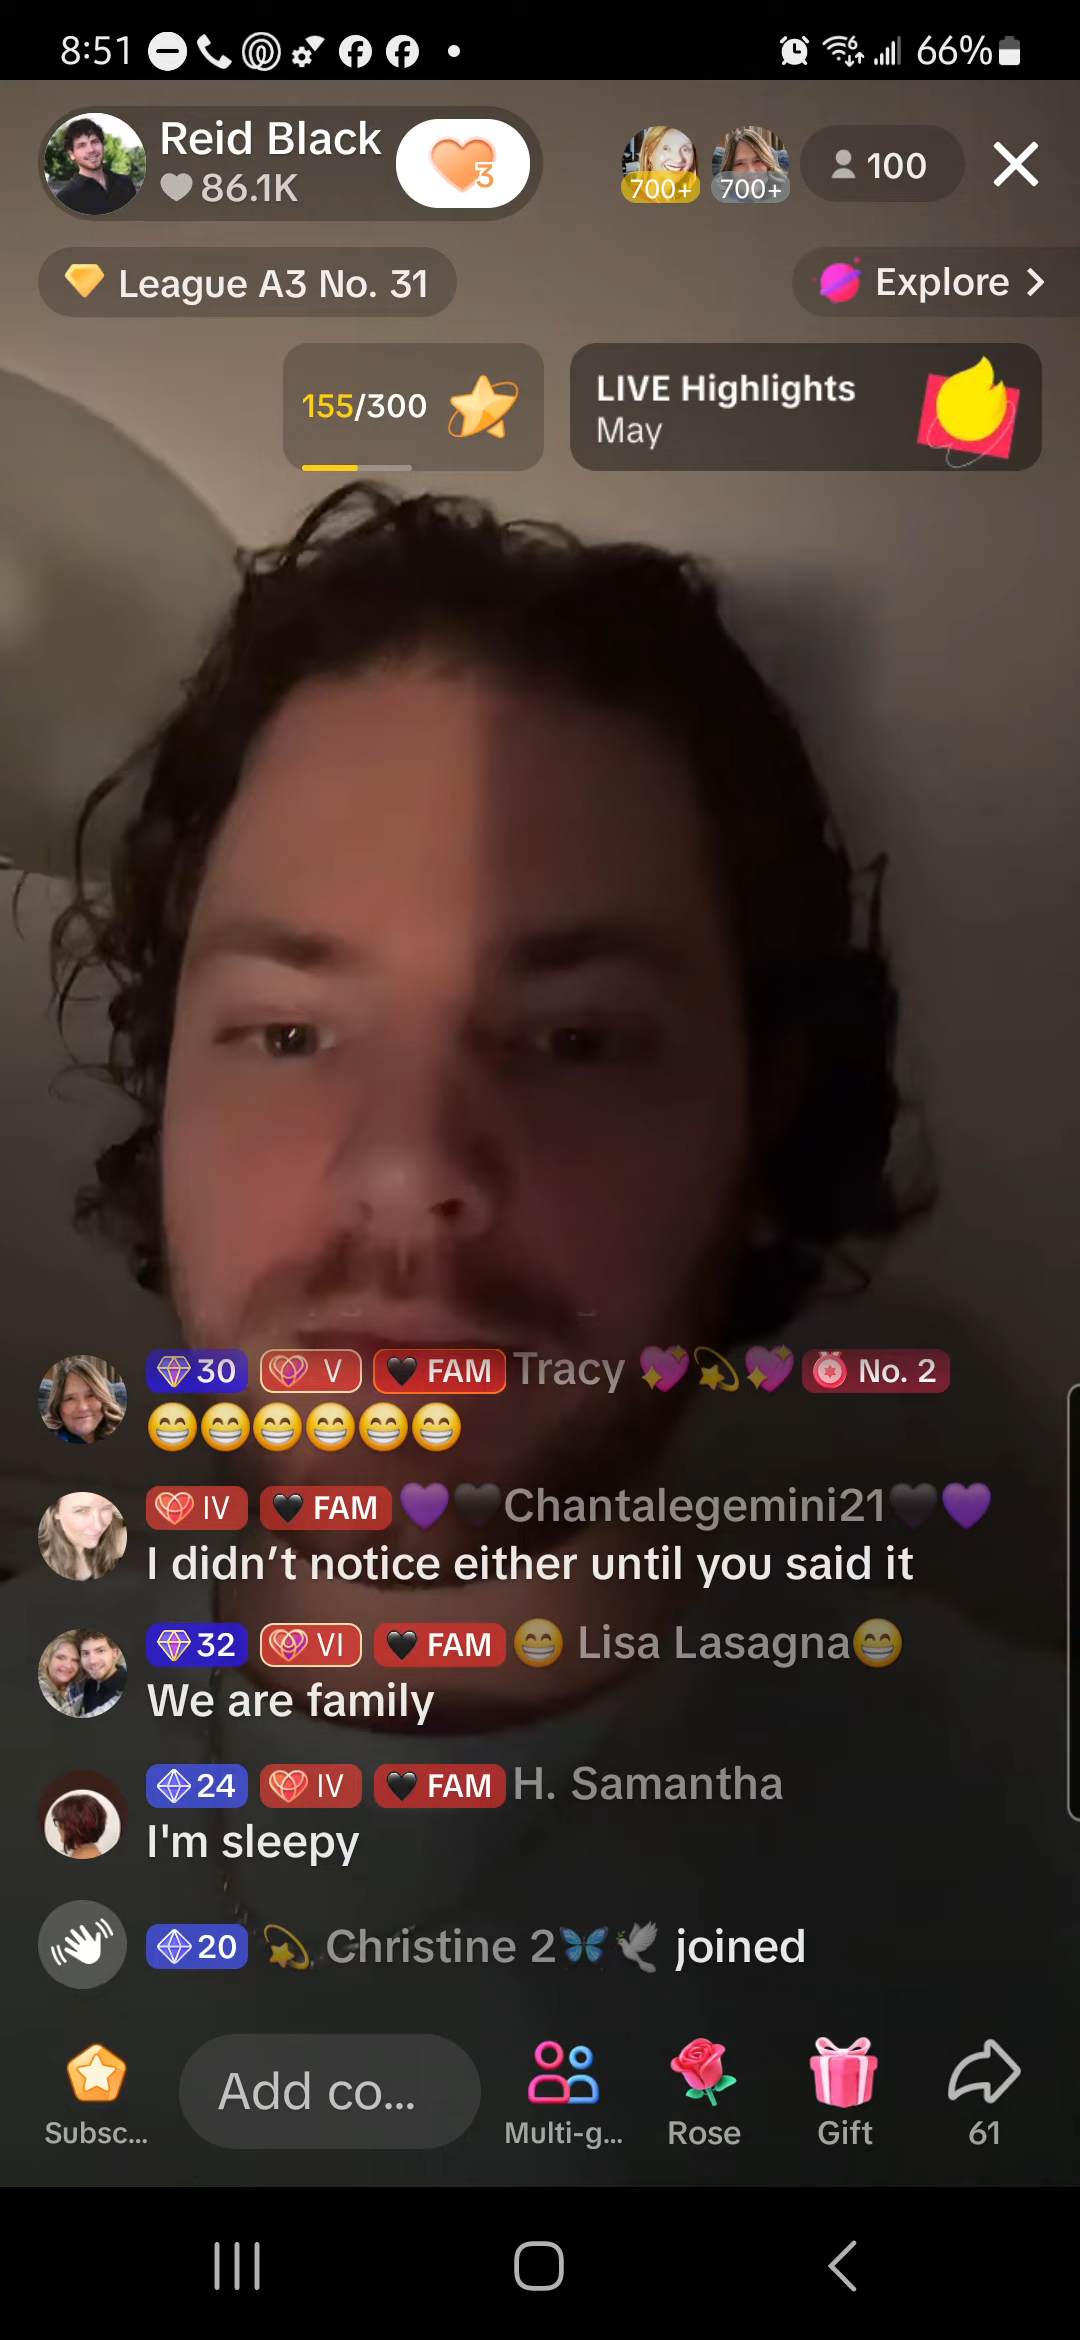 8:51
66%
Reid Black
86.1K
3
700+
700+
100
League A3 No. 31
Explore >
155/300
LIVE Highlights
May
30 V 🖤 FAM Tracy 💖💫💖 No. 2
😁😁😁😁😁😁
IV 🖤 FAM 💜🖤Chantalegemini21🖤💜
I didn't notice either until you said it
32 VI 🖤 FAM 😁 Lisa Lasagna😁
We are family
24 IV 🖤 FAM H. Samantha
I'm sleepy
20 💫 Christine 2🦋🕊️ joined
Subsc...
Add co...
Multi-g...
Rose
Gift
61